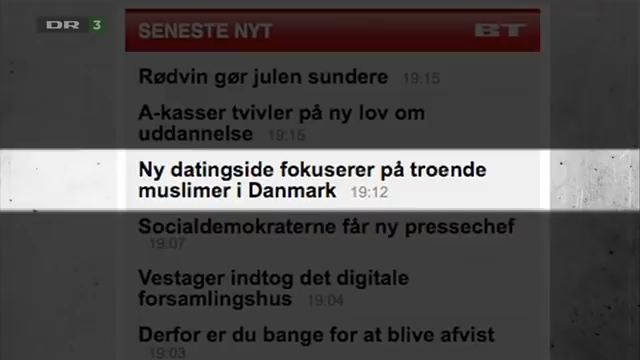 DR 3
SENESTE NYT BT
Rødvin gør julen sundere 19:15
A-kasser tvivler på ny lov om
uddannelse 19:15
Ny datingside fokuserer på troende
muslimer i Danmark 19:12
Socialdemokraterne får ny pressechef
19.07
Vestager indtog det digitale
forsamlingshus 19:04
Derfor er du bange for at blive afvist
19:03